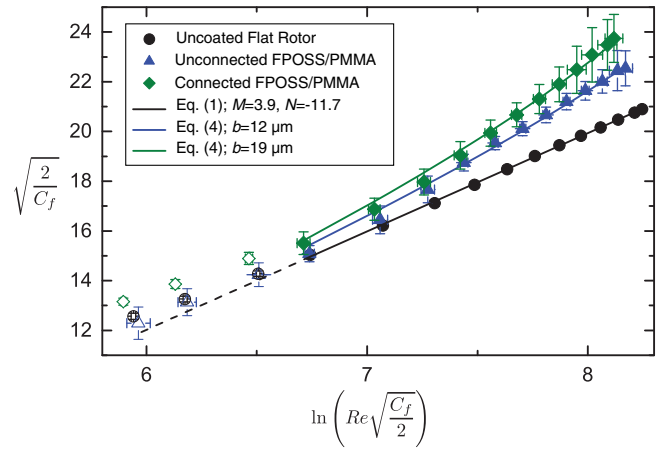 24
22
20
18
16
14
12
√(2/C_f)
Uncoated Flat Rotor
Unconnected FPOSS/PMMA
Connected FPOSS/PMMA
Eq. (1); M=3.9, N=-11.7
Eq. (4); b=12 µm
Eq. (4); b=19 µm
6 7 8
ln(Re√(C_f/2))